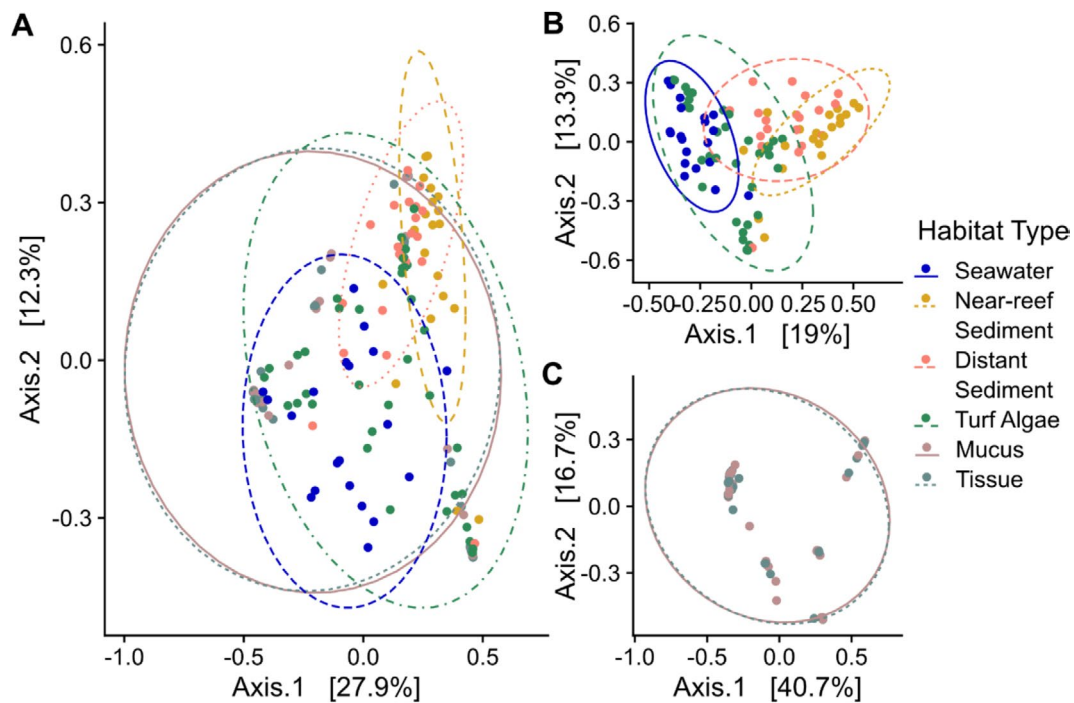 A
0.6
0.3
0.0
-0.3
Axis.2 [12.3%]
-1.0 -0.5 0.0 0.5
Axis.1 [27.9%]
B
0.6
0.3
0.0
-0.3
-0.6
Axis.2 [13.3%]
-0.50 -0.25 0.00 0.25 0.50
Axis.1 [19%]
C
0.3
0.0
-0.3
Axis.2 [16.7%]
-1.0 -0.5 0.0 0.5
Axis.1 [40.7%]
Habitat Type
Seawater
Near-reef
Sediment
Distant
Sediment
Turf Algae
Mucus
Tissue